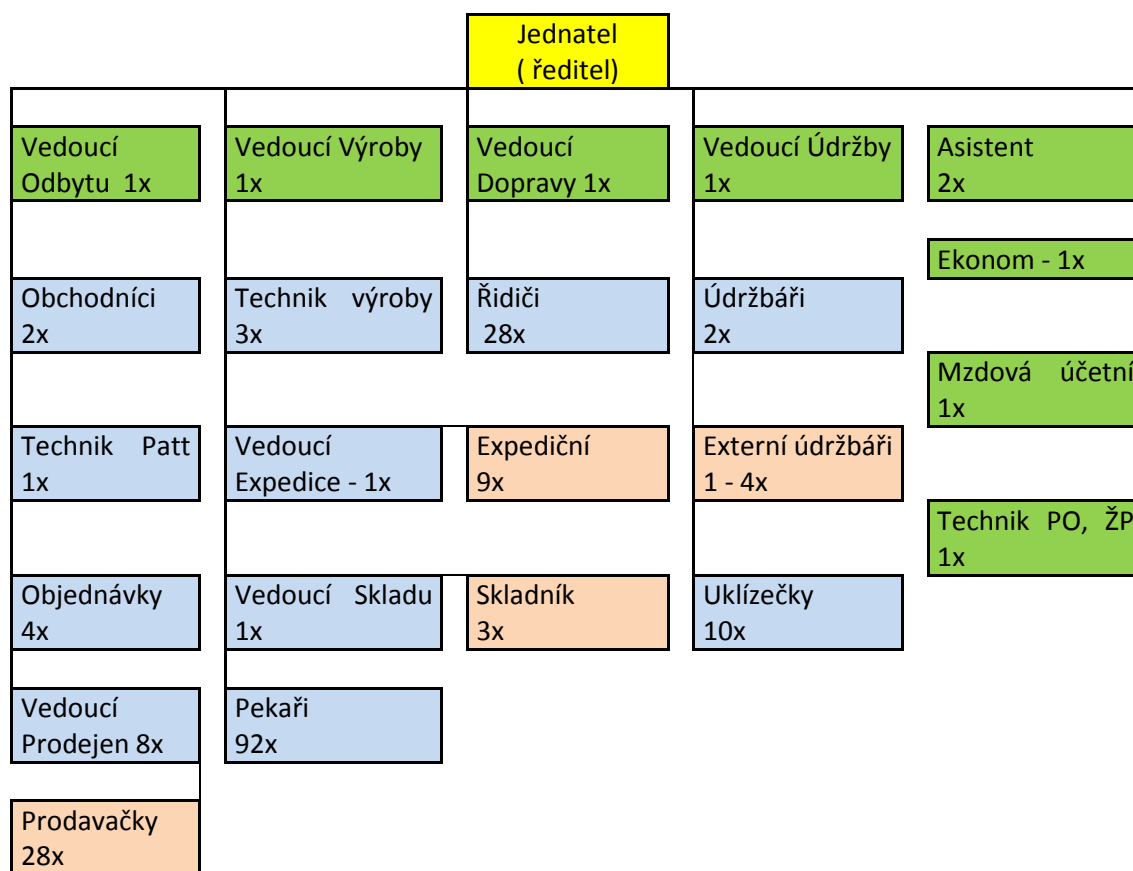 Jednatel
( ředitel)
Vedoucí
Odbytu 1x
Vedoucí Výroby
1x
Vedoucí
Dopravy 1x
Vedoucí Údržby
1x
Asistent
2x
Ekonom - 1x
Obchodníci
2x
Technik výroby
3x
Řidiči
28x
Údržbáři
2x
Mzdová účetní
1x
Technik Patt
1x
Vedoucí
Expedice - 1x
Expediční
9x
Externí údržbáři
1 - 4x
Technik PO, ŽP
1x
Objednávky
4x
Vedoucí Skladu
1x
Skladník
3x
Uklízečky
10x
Vedoucí
Prodejen 8x
Pekaři
92x
Prodavačky
28x